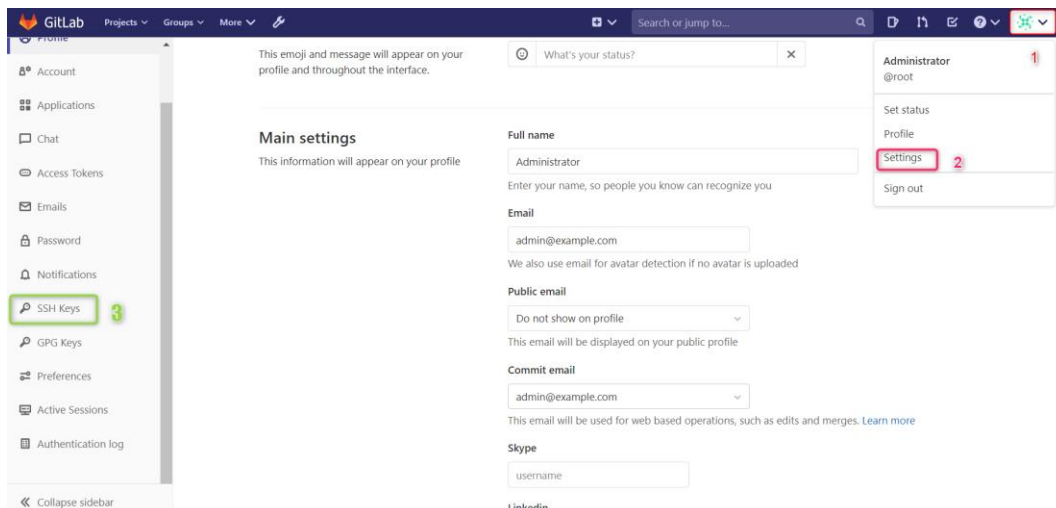 GitLab Projects Groups More Search or jump to...
Profile
Account
Applications
Chat
Access Tokens
Emails
Password
Notifications
SSH Keys
3
GPG Keys
Preferences
Active Sessions
Authentication log
Collapse sidebar
This emoji and message will appear on your
profile and throughout the interface.
What's your status?
Main settings
This information will appear on your profile
Full name
Administrator
Enter your name, so people you know can recognize you
Email
admin@example.com
We also use email for avatar detection if no avatar is uploaded
Public email
Do not show on profile
This email will be displayed on your public profile
Commit email
admin@example.com
This email will be used for web based operations, such as edits and merges. Learn more
Skype
username
Linkedin
Administrator
1
@root
Set status
Profile
Settings
2
Sign out